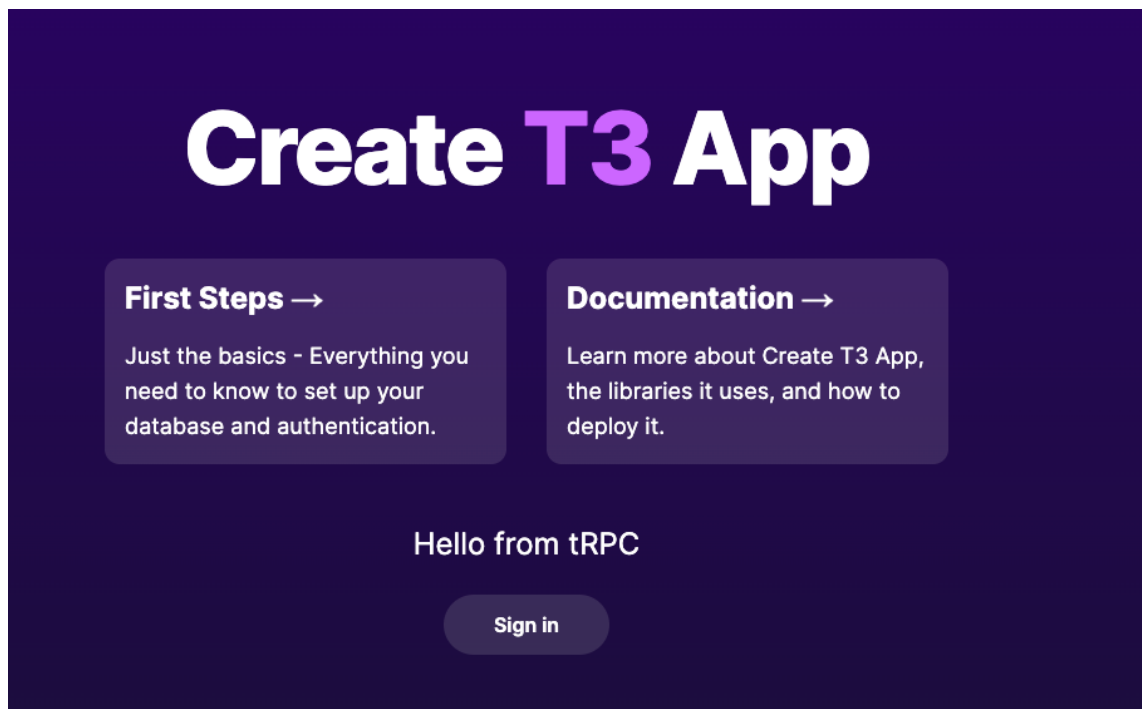 Create T3 App
First Steps →
Just the basics - Everything you
need to know to set up your
database and authentication.
Documentation →
Learn more about Create T3 App,
the libraries it uses, and how to
deploy it.
Hello from tRPC
Sign in